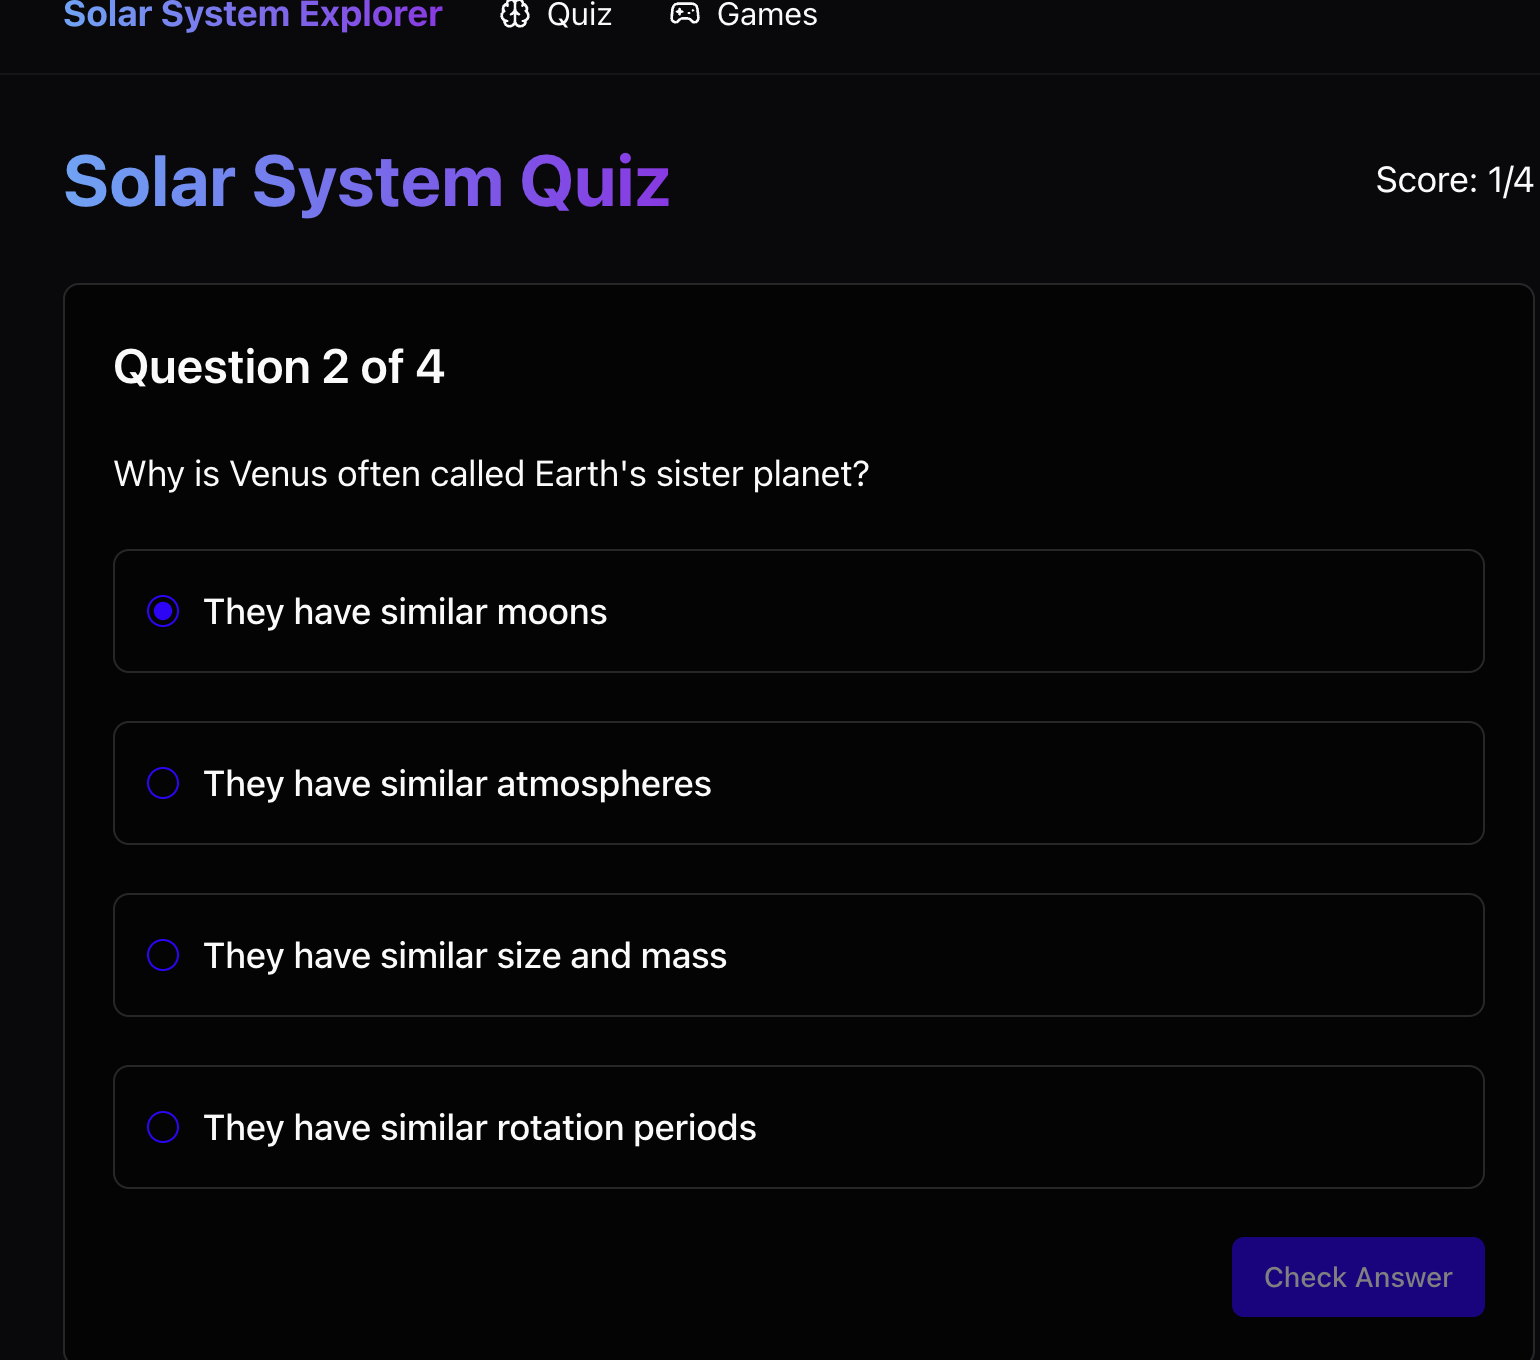 Solar System Explorer Quiz Games
Solar System Quiz
Score: 1/4
Question 2 of 4
Why is Venus often called Earth's sister planet?
They have similar moons
They have similar atmospheres
They have similar size and mass
They have similar rotation periods
Check Answer